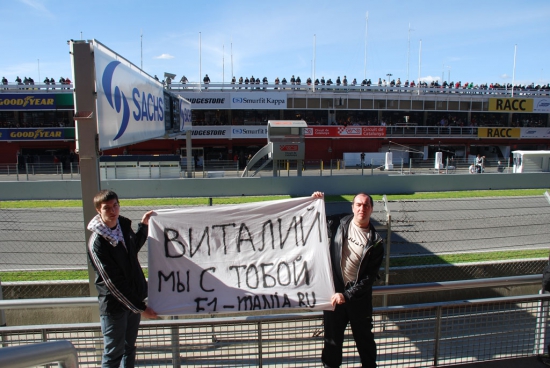 GOODYEAR
BRIDGESTONE
Smurfit Kappa
RACC
SACHS
GOODYEAR
BRIDGESTONE
Smurfit Kappa
RACC
ВИТАЛИЙ
МЫ С ТОБОЙ
F1-MANIA.RU